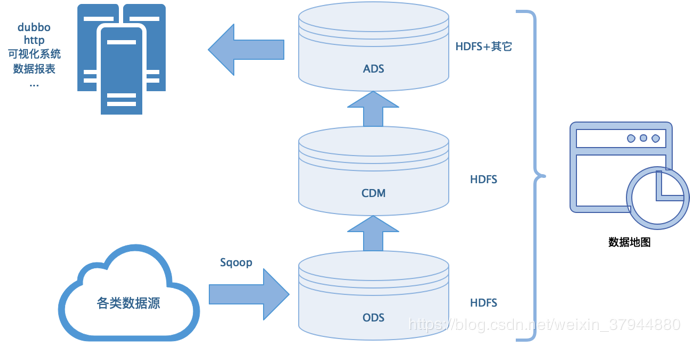 dubbo
http
可视化系统
数据报表
...
ADS
HDFS+其它
CDM
HDFS
Sqoop
各类数据源
ODS
HDFS
数据地图
https://blog.csdn.net/weixin_37944880